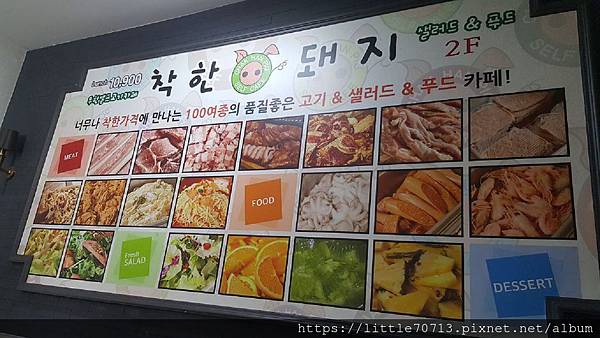 샐러드 & 푸드
2F
Lunch 10,900
착한 돼지
너무나 착한가격에 만나는 100여종의 품질좋은 고기 & 샐러드 & 푸드 카페!
MEAT
FOOD
Fresh SALAD
DESSERT
https://little70713.pixnet.net/album